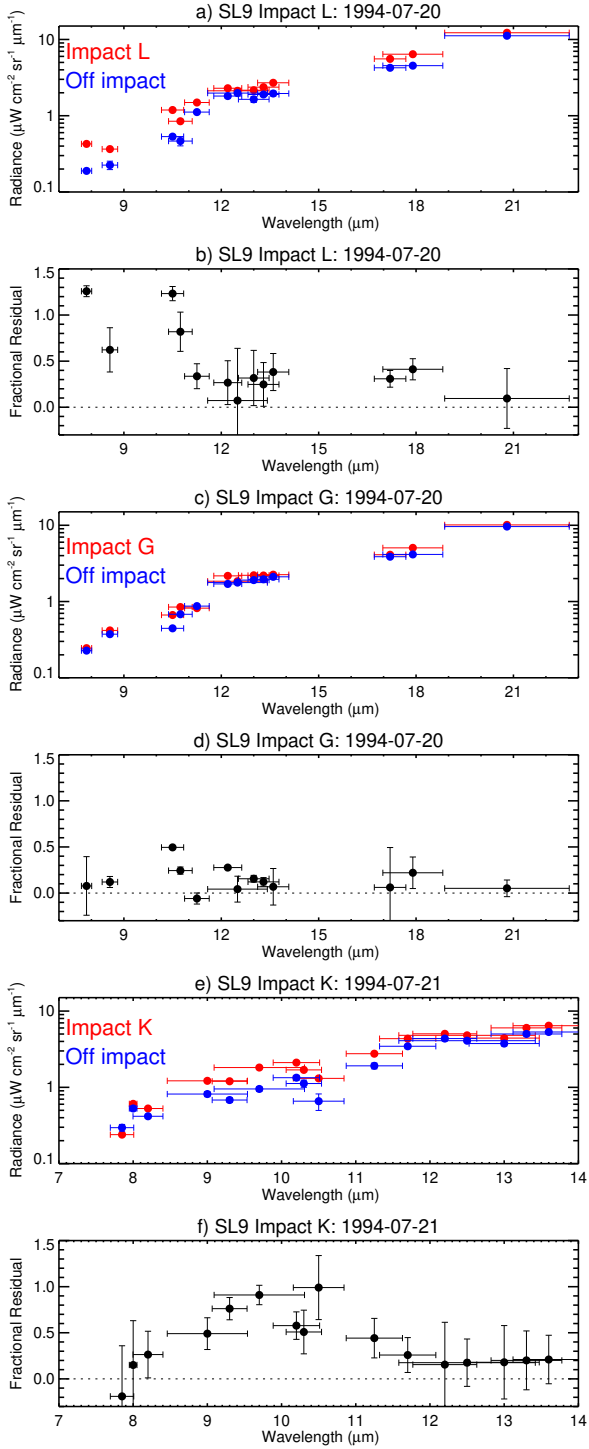 a) SL9 Impact L: 1994-07-20
Impact L
Off impact
Radiance (μW cm⁻² sr⁻¹ μm⁻¹)
10
1
0.1
9 12 15 18 21
Wavelength (μm)
b) SL9 Impact L: 1994-07-20
Fractional Residual
1.5
1.0
0.5
0.0
9 12 15 18 21
Wavelength (μm)
c) SL9 Impact G: 1994-07-20
Impact G
Off impact
Radiance (μW cm⁻² sr⁻¹ μm⁻¹)
10
1
0.1
9 12 15 18 21
Wavelength (μm)
d) SL9 Impact G: 1994-07-20
Fractional Residual
1.5
1.0
0.5
0.0
9 12 15 18 21
Wavelength (μm)
e) SL9 Impact K: 1994-07-21
Impact K
Off impact
Radiance (μW cm⁻² sr⁻¹ μm⁻¹)
10
1
0.1
7 8 9 10 11 12 13 14
Wavelength (μm)
f) SL9 Impact K: 1994-07-21
Fractional Residual
1.5
1.0
0.5
0.0
7 8 9 10 11 12 13 14
Wavelength (μm)